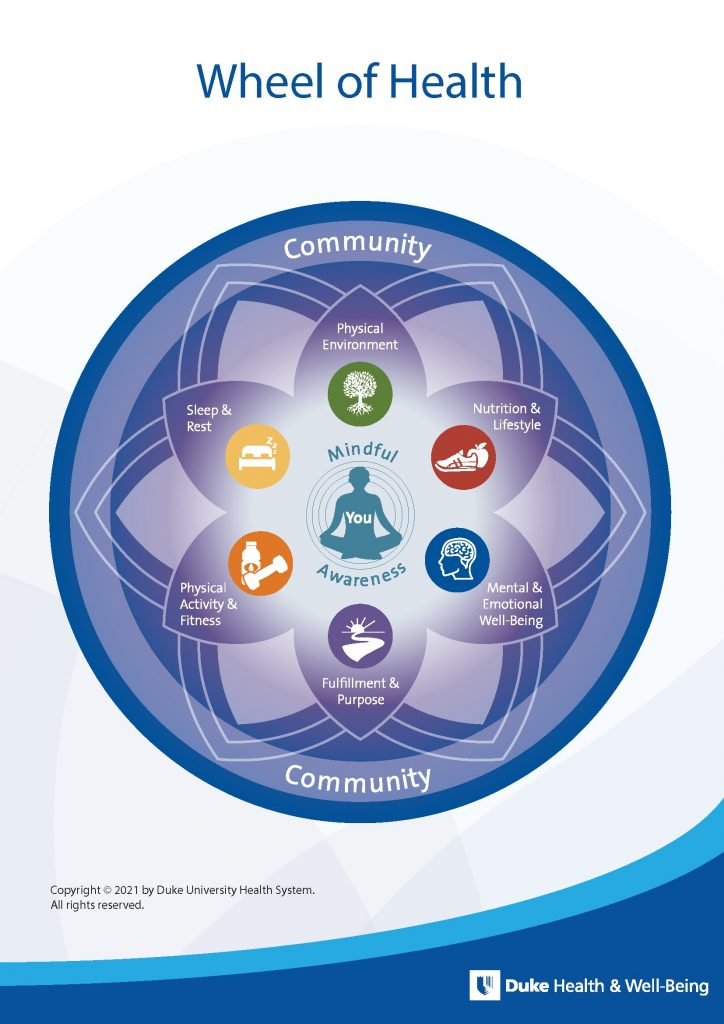 Wheel of Health
Community
Physical
Environment
Sleep &
Rest
Nutrition &
Lifestyle
z z z
Mindful
You
Awareness
Physical
Activity &
Fitness
Mental &
Emotional
Well-Being
Fulfillment &
Purpose
Community
Copyright © 2021 by Duke University Health System.
All rights reserved.
Duke Health & Well-Being